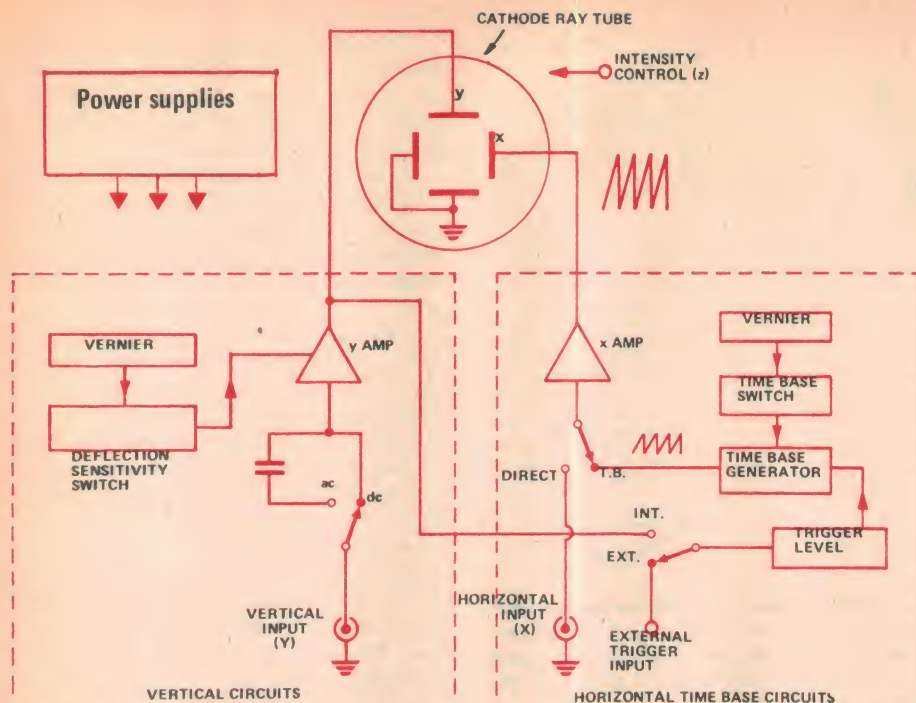 CATHODE RAY TUBE
INTENSITY
CONTROL (z)
Power supplies
y
x
VERNIER
y AMP
DEFLECTION
SENSITIVITY
SWITCH
ac
dc
VERTICAL
INPUT
(Y)
VERTICAL CIRCUITS
x AMP
VERNIER
TIME BASE
SWITCH
TIME BASE
GENERATOR
T.B.
DIRECT
INT.
EXT.
TRIGGER
LEVEL
HORIZONTAL
INPUT
(X)
EXTERNAL
TRIGGER
INPUT
HORIZONTAL TIME BASE CIRCUITS